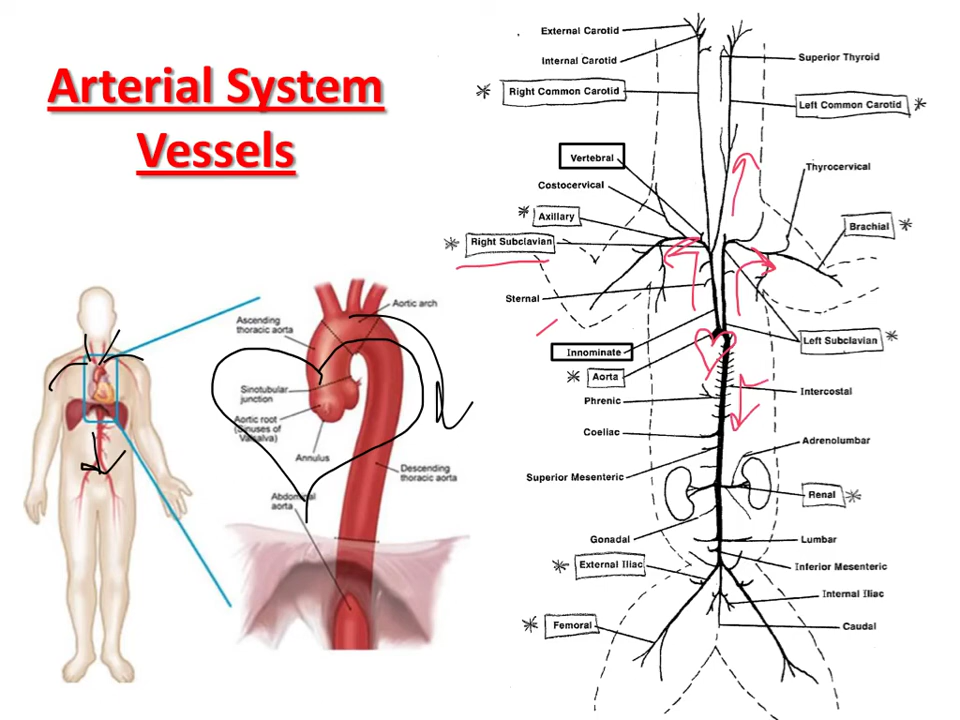 Arterial System
Vessels
Aortic arch
Ascending
thoracic aorta
Sinotubular
junction
Aortic root
(Sinuses of
Valsalva)
Annulus
Descending
thoracic aorta
Abdominal
aorta
External Carotid
Internal Carotid
* Right Common Carotid
Vertebral
Costocervical
* Axillary
* Right Subclavian
Sternal
Innominate
* Aorta
Phrenic
Coeliac
Superior Mesenteric
Gonadal
* External Iliac
* Femoral
Superior Thyroid
Left Common Carotid *
Thyrocervical
Brachial *
Left Subclavian *
Intercostal
Adrenolumbar
Renal *
Lumbar
Inferior Mesenteric
Internal Iliac
Caudal